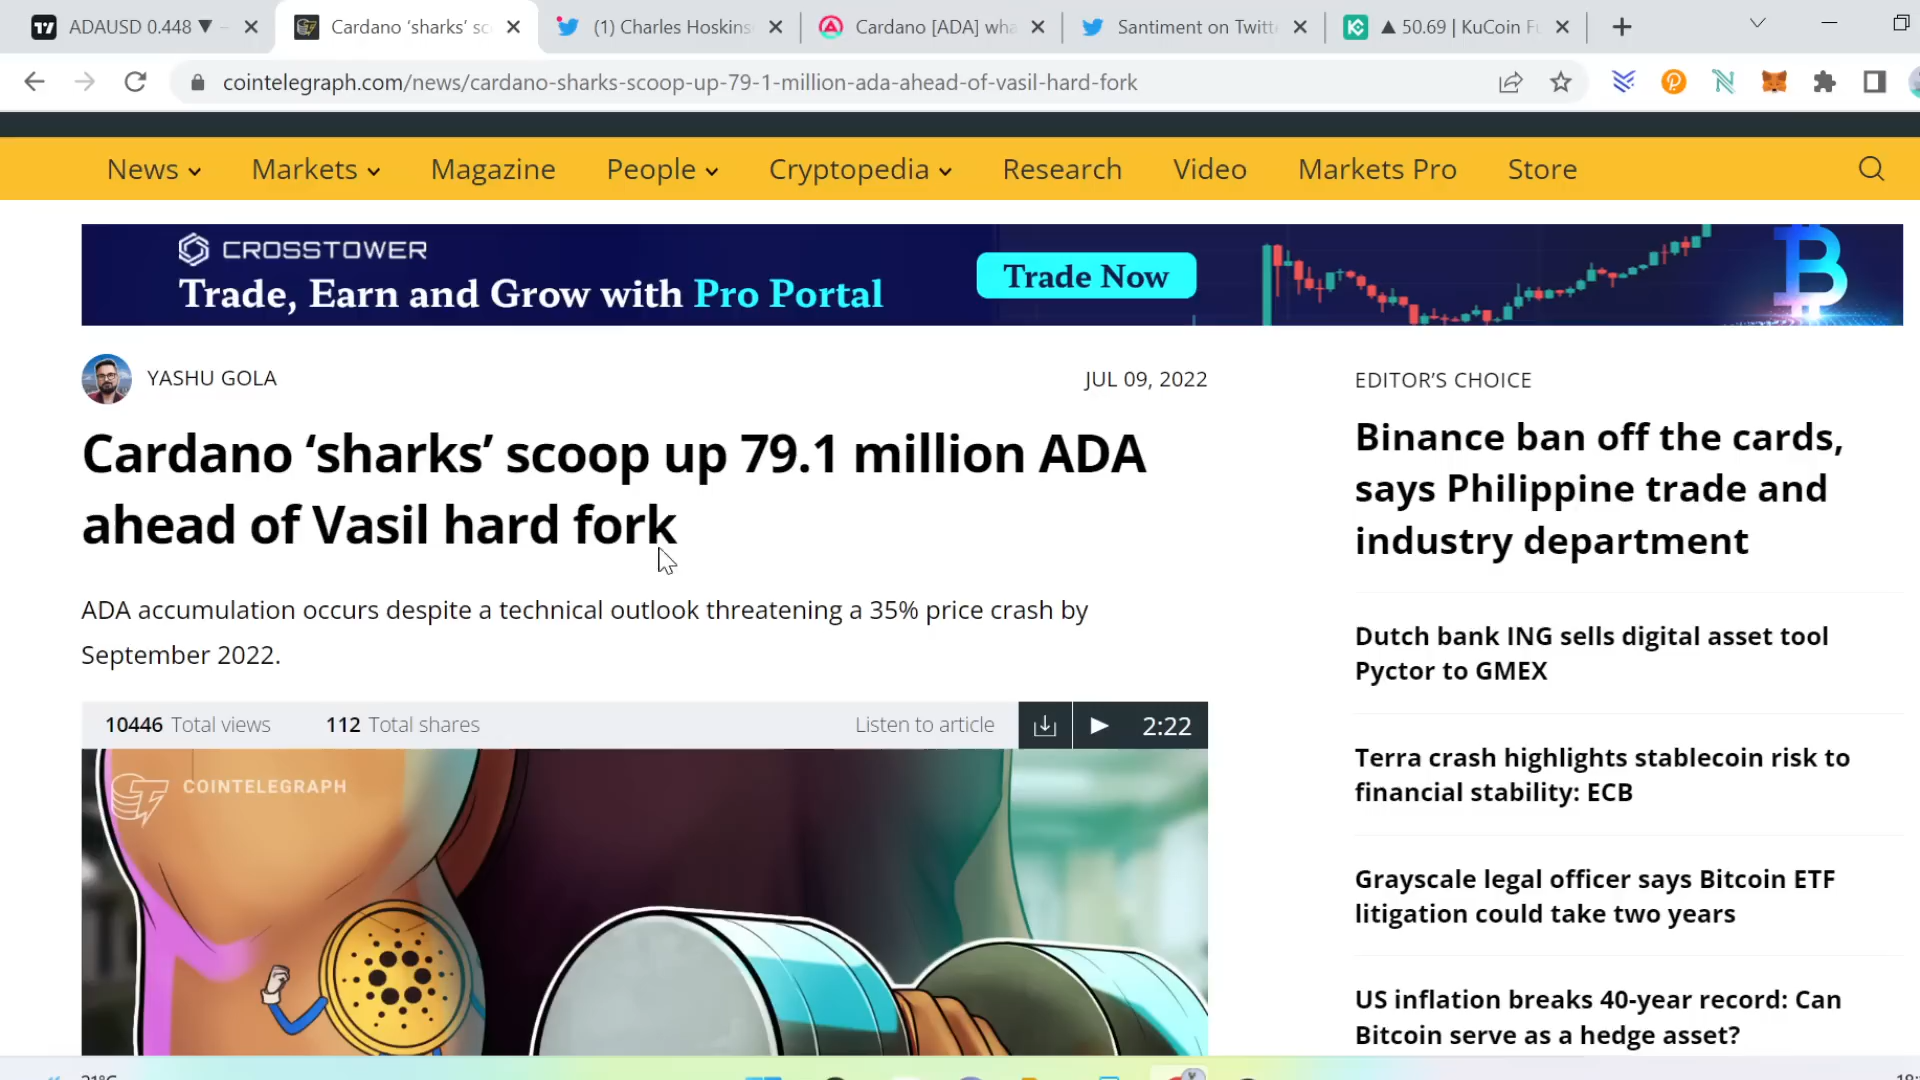 ADAUSD 0.448 ▼
Cardano ‘sharks’ sc
(1) Charles Hoskins
Cardano [ADA] wha
Santiment on Twitt
▲ 50.69 | KuCoin F
cointelegraph.com/news/cardano-sharks-scoop-up-79-1-million-ada-ahead-of-vasil-hard-fork
News Markets Magazine People Cryptopedia Research Video Markets Pro Store
CROSSTOWER
Trade, Earn and Grow with Pro Portal
Trade Now
YASHU GOLA
JUL 09, 2022
Cardano ‘sharks’ scoop up 79.1 million ADA
ahead of Vasil hard fork
ADA accumulation occurs despite a technical outlook threatening a 35% price crash by
September 2022.
10446 Total views 112 Total shares
Listen to article
2:22
COINTELEGRAPH
EDITOR’S CHOICE
Binance ban off the cards,
says Philippine trade and
industry department
Dutch bank ING sells digital asset tool
Pyctor to GMEX
Terra crash highlights stablecoin risk to
financial stability: ECB
Grayscale legal officer says Bitcoin ETF
litigation could take two years
US inflation breaks 40-year record: Can
Bitcoin serve as a hedge asset?